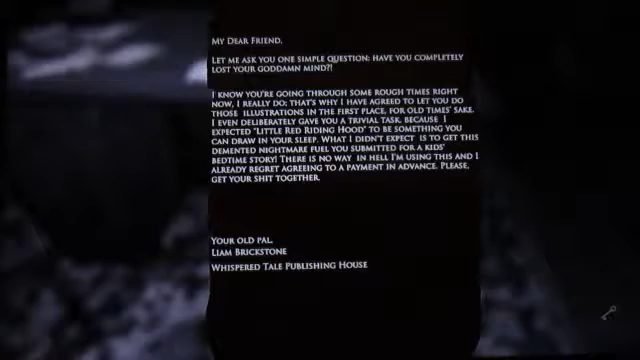 My Dear Friend,
Let me ask you one simple question: have you completely
lost your goddamn mind?!
I know you're going through some rough times right
now, I really do; that's why I have agreed to let you do
those illustrations in the first place, for old times' sake.
I even deliberately gave you a trivial task, because I
expected "Little Red Riding Hood" to be something you
can draw in your sleep. What I didn't expect is to get this
demented nightmare fuel you submitted for a kids'
bedtime story! There is no way in hell I'm using this and I
already regret agreeing to a payment in advance. Please,
get your shit together.
Your old pal,
Liam Brickstone
Whispered Tale Publishing House